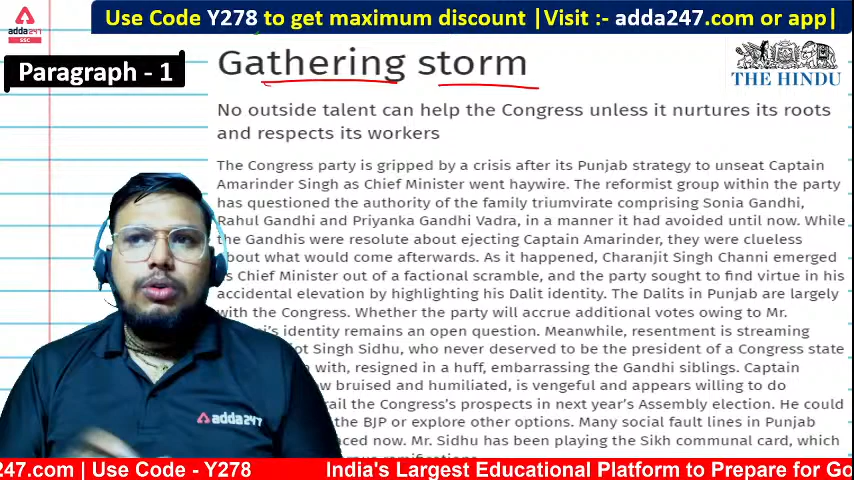 Use Code Y278 to get maximum discount |Visit :- adda247.com or app|
adda247
SSC
Paragraph - 1
Gathering storm
THE HINDU
No outside talent can help the Congress unless it nurtures its roots
and respects its workers
The Congress party is gripped by a crisis after its Punjab strategy to unseat Captain
Amarinder Singh as Chief Minister went haywire. The reformist group within the party
has questioned the authority of the family triumvirate comprising Sonia Gandhi,
Rahul Gandhi and Priyanka Gandhi Vadra, in a manner it had avoided until now. While
the Gandhis were resolute about ejecting Captain Amarinder, they were clueless
about what would come afterwards. As it happened, Charanjit Singh Channi emerged
as Chief Minister out of a factional scramble, and the party sought to find virtue in his
accidental elevation by highlighting his Dalit identity. The Dalits in Punjab are largely
with the Congress. Whether the party will accrue additional votes owing to Mr.
identity remains an open question. Meanwhile, resentment is streaming
Singh Sidhu, who never deserved to be the president of a Congress state
with, resigned in a huff, embarrassing the Gandhi siblings. Captain
bruised and humiliated, is vengeful and appears willing to do
the Congress's prospects in next year's Assembly election. He could
the BJP or explore other options. Many social fault lines in Punjab
now. Mr. Sidhu has been playing the Sikh communal card, which
adda247
247.com | Use Code - Y278 India's Largest Educational Platform to Prepare for Go